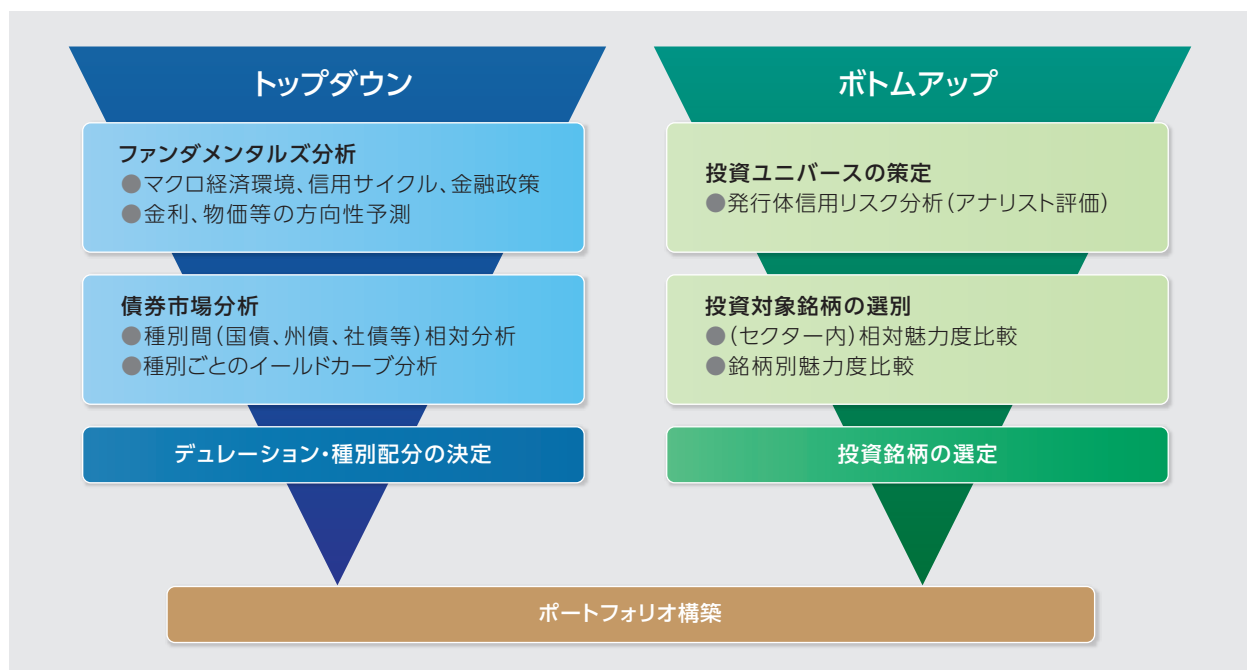 トップダウン
ファンダメンタルズ分析
●マクロ経済環境、信用サイクル、金融政策
●金利、物価等の方向性予測
債券市場分析
●種別間(国債、州債、社債等)相対分析
●種別ごとのイールドカーブ分析
デュレーション・種別配分の決定
ボトムアップ
投資ユニバースの策定
●発行体信用リスク分析(アナリスト評価)
投資対象銘柄の選別
●(セクター内)相対魅力度比較
●銘柄別魅力度比較
投資銘柄の選定
ポートフォリオ構築